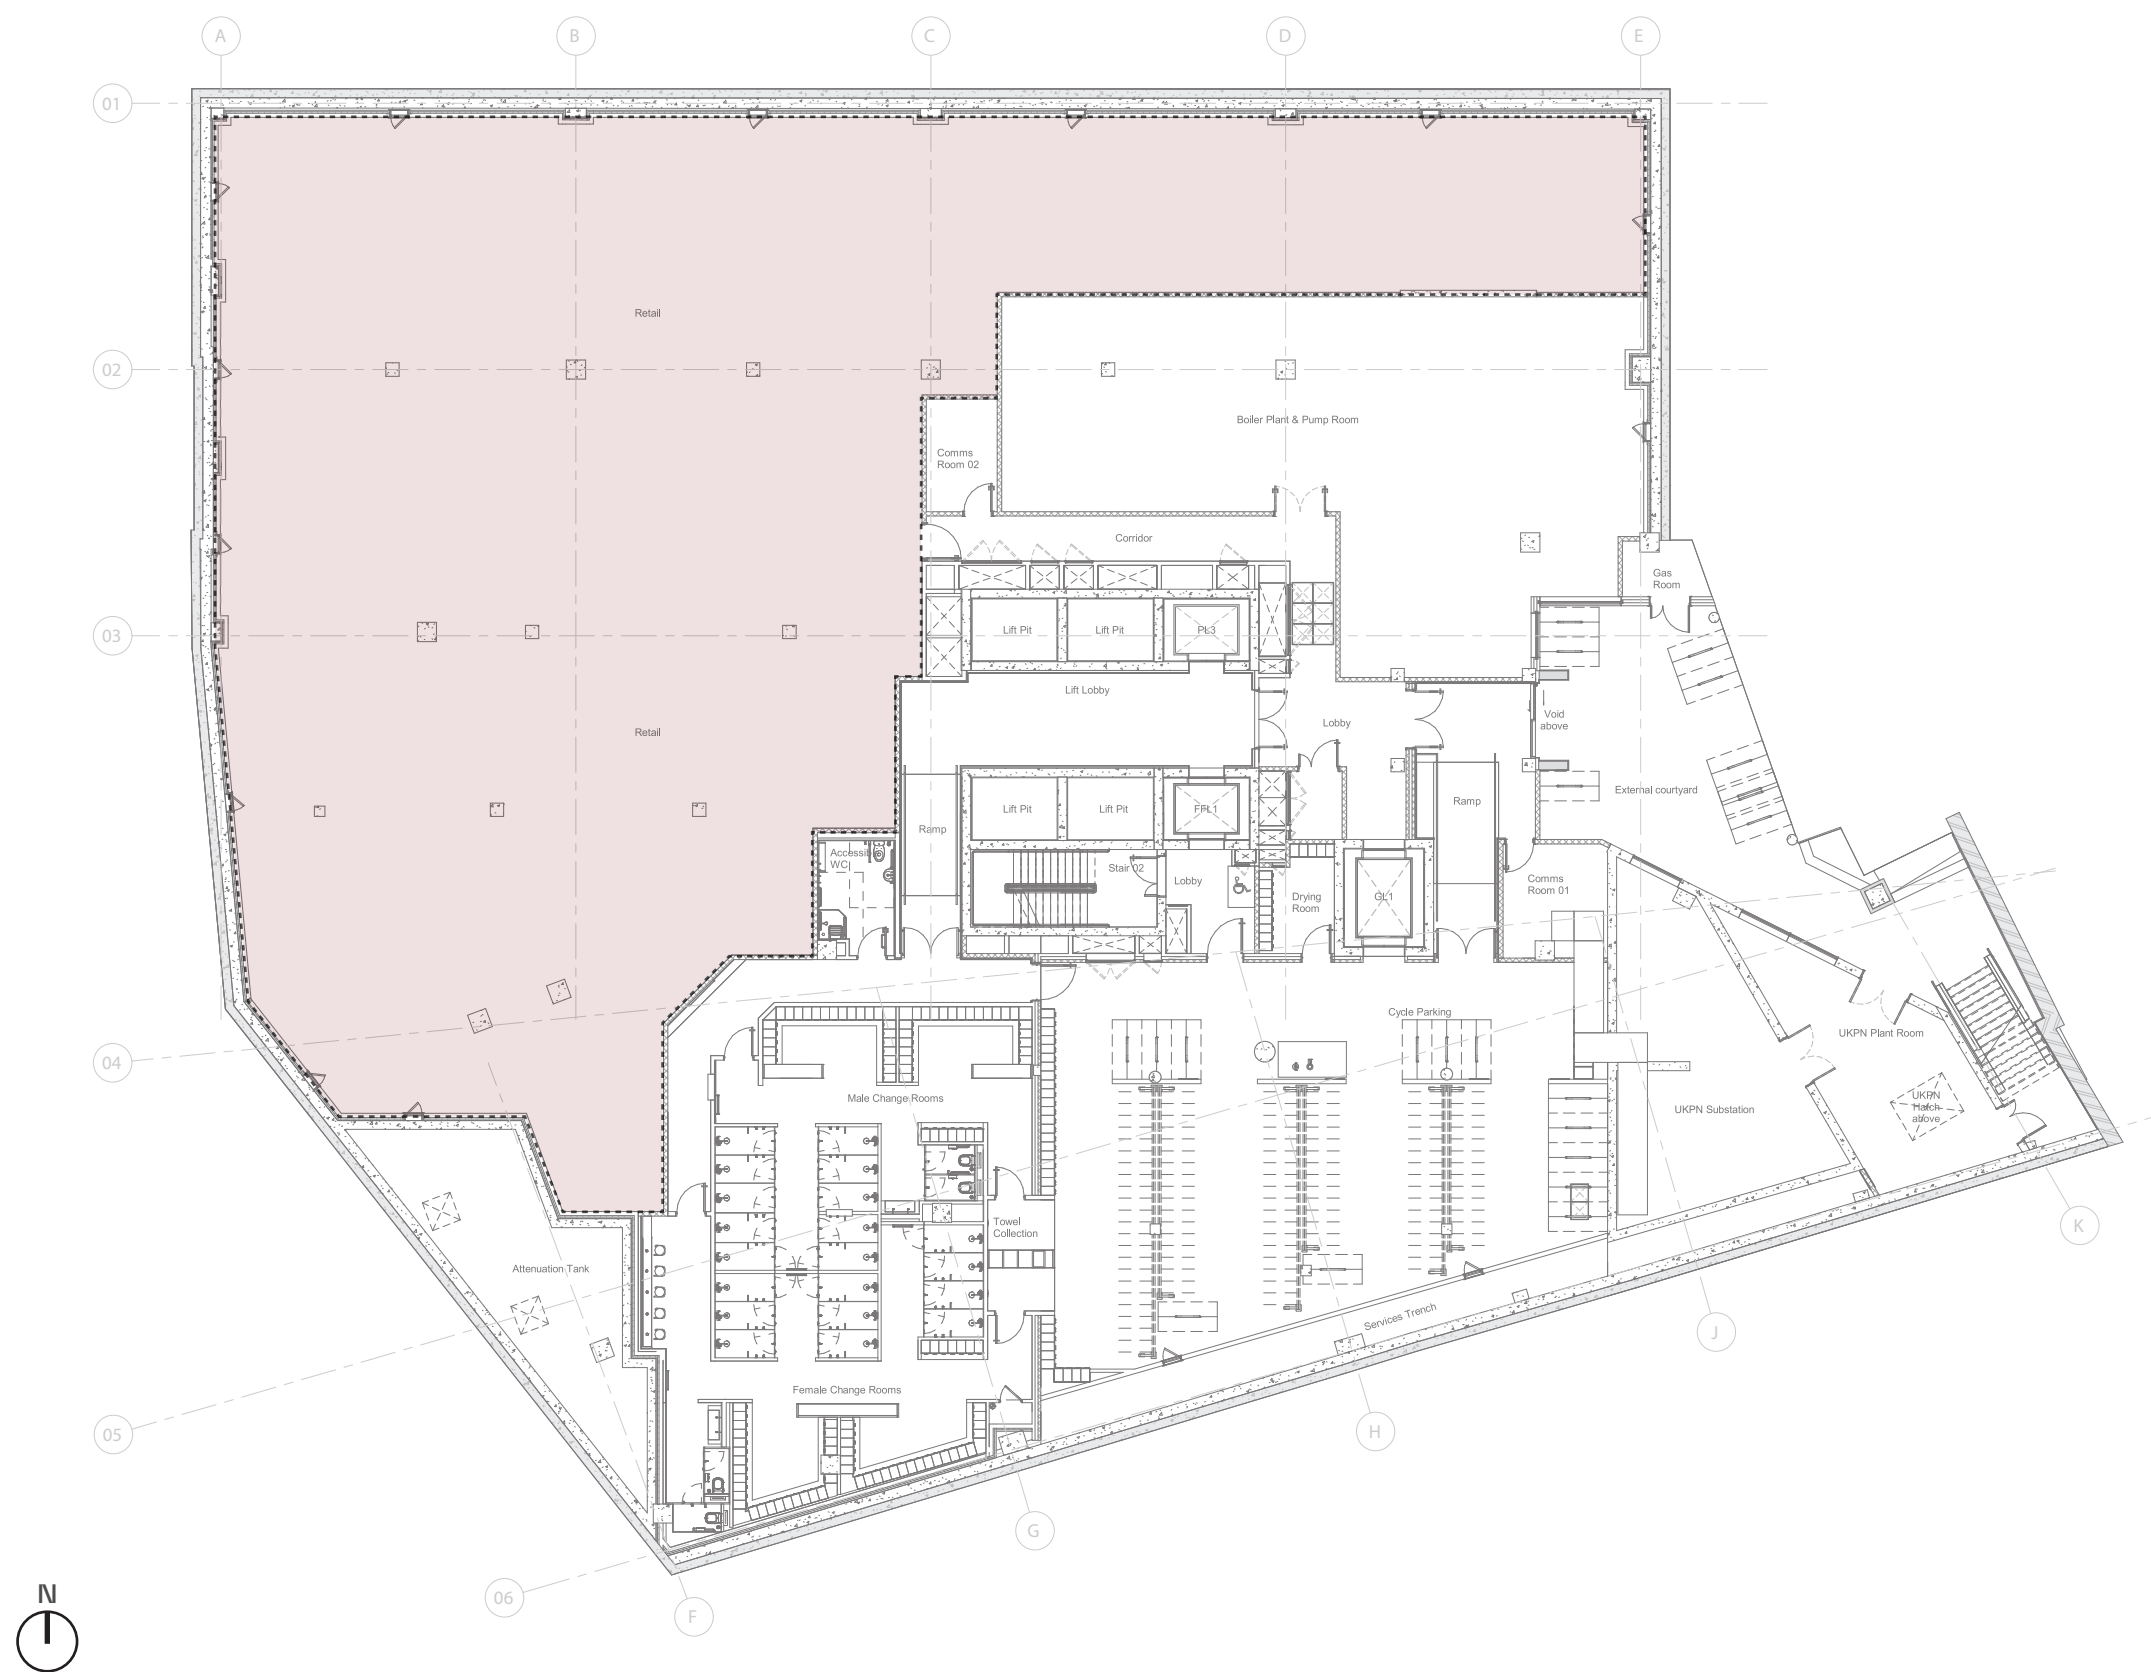 A
B
C
D
E
01
Retail
02
Boiler Plant & Pump Room
Comms
Room 02
Corridor
Gas
Room
03
Lift Pit
Lift Pit
PL3
Lift Lobby
Lobby
Void
above
Retail
External courtyard
Lift Pit
Lift Pit
FFL1
Ramp
Ramp
Accessible
WC
Stair 02
Lobby
Drying
Room
GL1
Comms
Room 01
Cycle Parking
UKPN Plant Room
04
Male Change Rooms
UKPN Substation
UKPN
Hatch
above
Towel
Collection
K
Attenuation Tank
Services Trench
J
Female Change Rooms
05
H
G
06
F
N